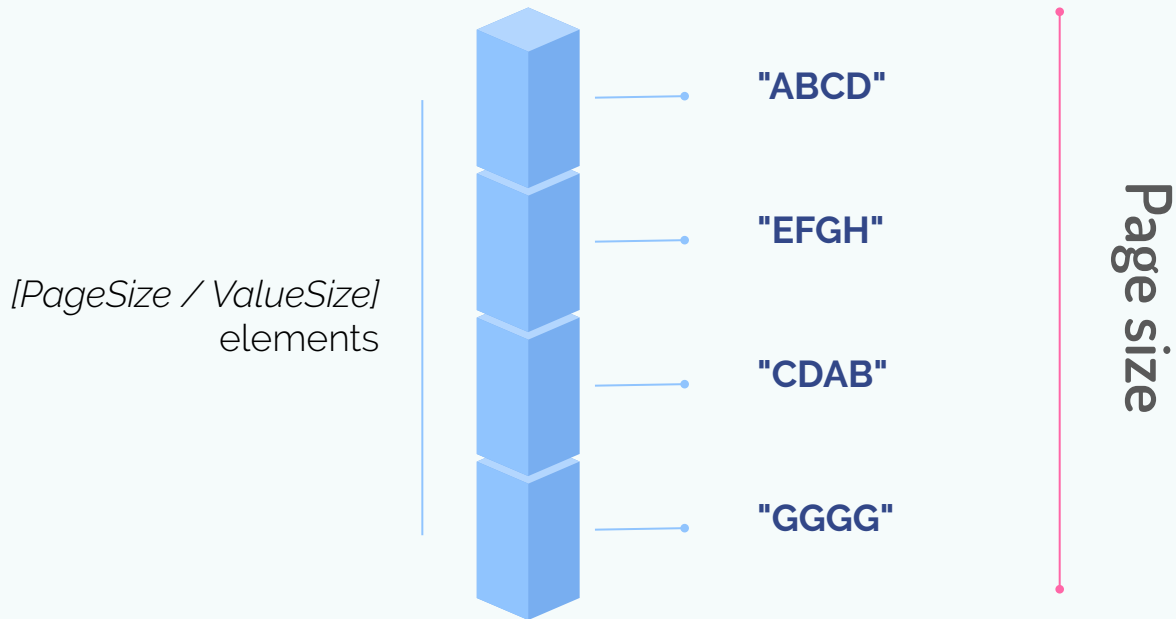 "ABCD"
"EFGH"
[PageSize / ValueSize]
elements
"CDAB"
"GGGG"
Page size